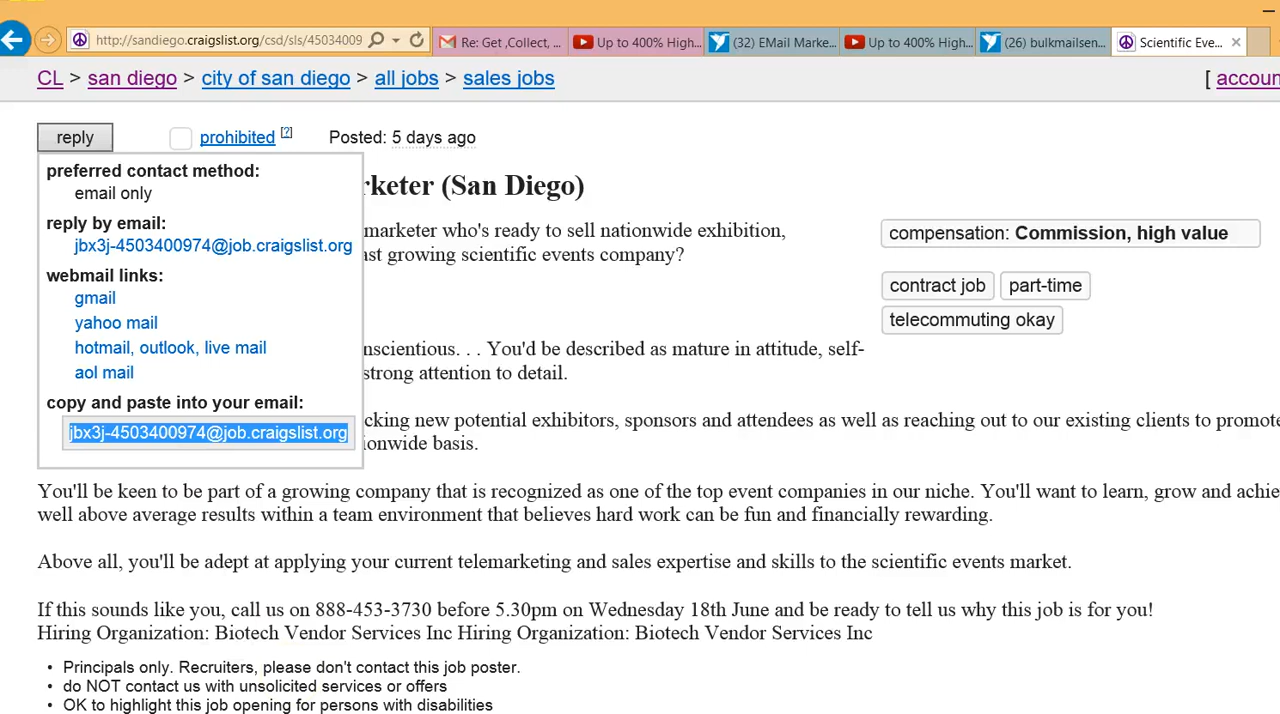 http://sandiego.craigslist.org/csd/sls/45034009
Re: Get ,Collect, ...
Up to 400% High...
(32) EMail Marke...
Up to 400% High...
(26) bulkmailsen...
Scientific Eve...
CL > san diego > city of san diego > all jobs > sales jobs
[ accoun
reply
prohibited [?]
Posted: 5 days ago
preferred contact method:
email only
reply by email:
jbx3j-4503400974@job.craigslist.org
webmail links:
gmail
yahoo mail
hotmail, outlook, live mail
aol mail
copy and paste into your email:
jbx3j-4503400974@job.craigslist.org
rketer (San Diego)
marketer who's ready to sell nationwide exhibition,
ast growing scientific events company?
compensation: Commission, high value
contract job
part-time
telecommuting okay
nscientious. . . You'd be described as mature in attitude, self-
strong attention to detail.
cking new potential exhibitors, sponsors and attendees as well as reaching out to our existing clients to promote
ionwide basis.
You'll be keen to be part of a growing company that is recognized as one of the top event companies in our niche. You'll want to learn, grow and achie
well above average results within a team environment that believes hard work can be fun and financially rewarding.
Above all, you'll be adept at applying your current telemarketing and sales expertise and skills to the scientific events market.
If this sounds like you, call us on 888-453-3730 before 5.30pm on Wednesday 18th June and be ready to tell us why this job is for you!
Hiring Organization: Biotech Vendor Services Inc Hiring Organization: Biotech Vendor Services Inc
• Principals only. Recruiters, please don't contact this job poster.
• do NOT contact us with unsolicited services or offers
• OK to highlight this job opening for persons with disabilities